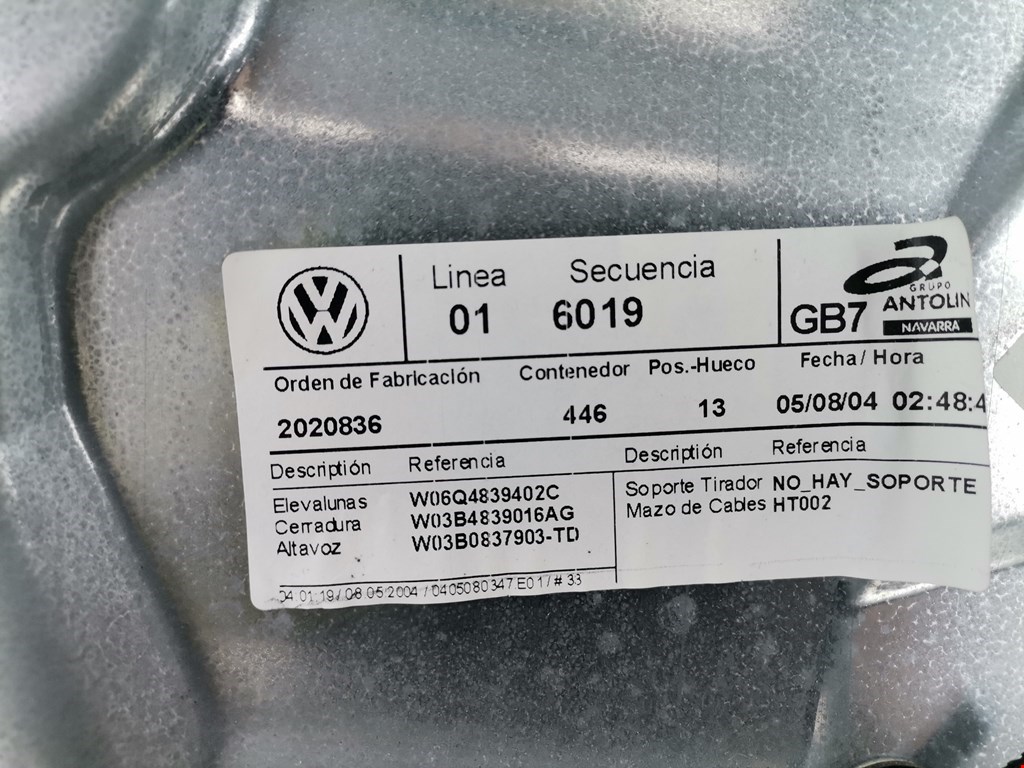 Linea Secuencia
01 6019
GB7
GRUPO
ANTOLIN
NAVARRA
Orden de Fabricación Contenedor Pos.-Hueco Fecha/Hora
2020836 446 13 05/08/04 02:48:4
Descriptión Referencia Descriptión Referencia
Elevalunas W06Q4839402C
Cerradura W03B4839016AG
Altavoz W03B0837903-TD
Soporte Tirador NO_HAY_SOPORTE
Mazo de Cables HT002
04.01.19/08.05.2004/0405080347.E01/# 33